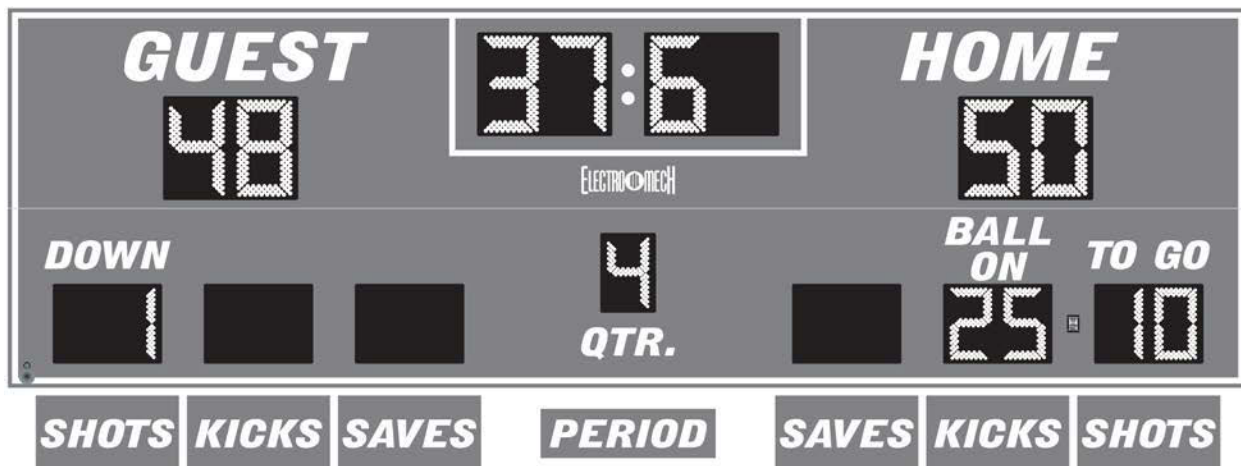 GUEST
37:6
HOME
48
50
ELECTRO MECH
DOWN
4
BALL
ON
TO GO
1
QTR.
25
10
SHOTS
KICKS
SAVES
PERIOD
SAVES
KICKS
SHOTS